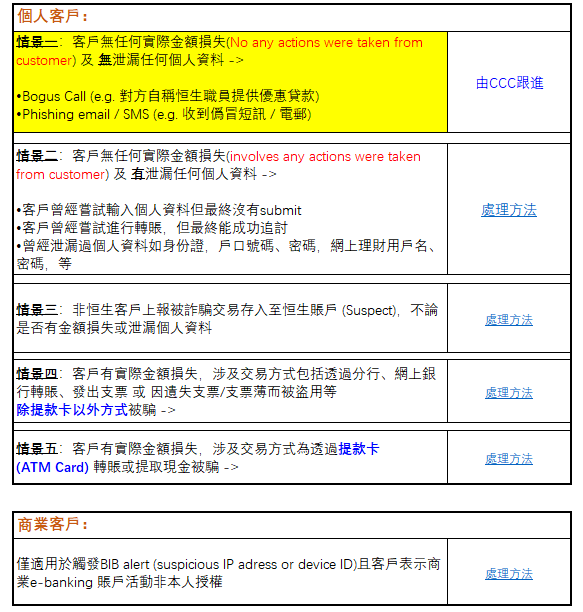 個人客戶：
情景一：客戶無任何實際金額損失(No any actions were taken from
customer) 及 無泄漏任何個人資料 ->
•Bogus Call (e.g. 對方自稱恒生職員提供優惠貸款)
•Phishing email / SMS (e.g. 收到僞冒短訊 / 電郵)
由CCC跟進
情景二：客戶無任何實際金額損失(involves any actions were taken
from customer) 及 有泄漏任何個人資料 ->
•客戶曾經嘗試輸入個人資料但最終沒有submit
•客戶曾經嘗試進行轉賬，但最終能成功追討
•曾經泄漏過個人資料如身份證，戶口號碼、密碼，網上理財用戶名、
密碼，等
處理方法
情景三：非恒生客戶上報被詐騙交易存入至恒生賬戶 (Suspect)，不論
是否有金額損失或泄漏個人資料
處理方法
情景四：客戶有實際金額損失，涉及交易方式包括透過分行、網上銀
行轉賬、發出支票 或 因遺失支票/支票薄而被盜用等
除提款卡以外方式被騙 ->
處理方法
情景五：客戶有實際金額損失，涉及交易方式為透過提款卡
(ATM Card) 轉賬或提取現金被騙 ->
處理方法
商業客戶：
僅適用於觸發BIB alert (suspicious IP adress or device ID)且客戶表示商
業e-banking 賬戶活動非本人授權
處理方法